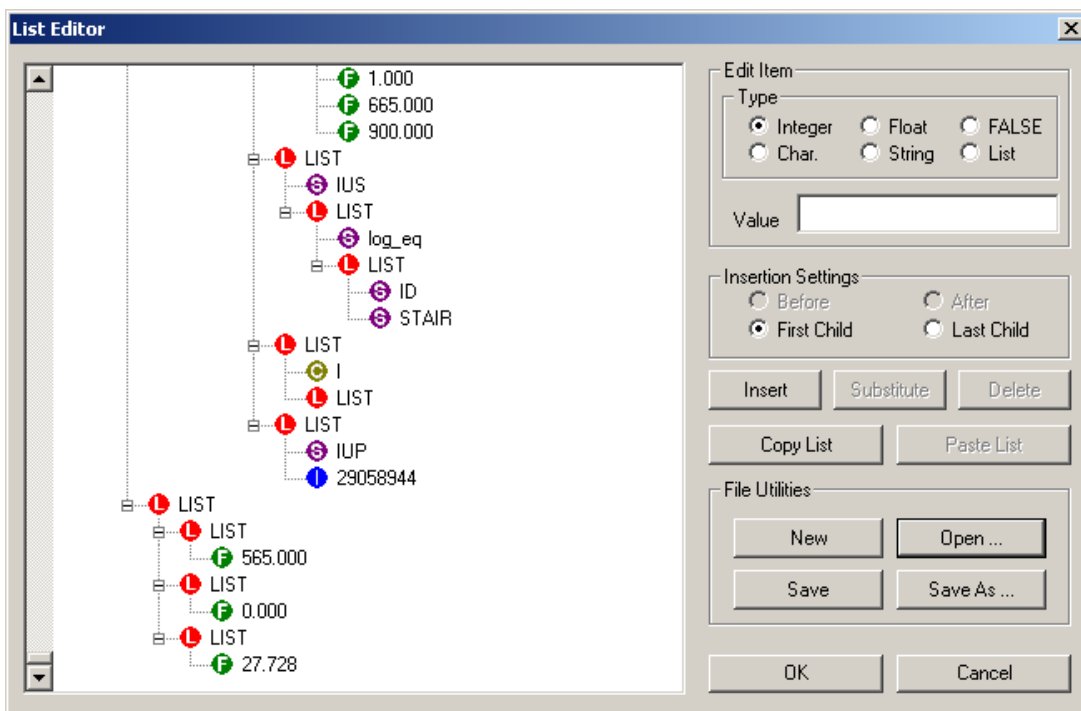 List Editor
F 1.000
F 665.000
F 900.000
L LIST
S IUS
L LIST
S log_eq
L LIST
S ID
S STAIR
L LIST
C I
L LIST
L LIST
S IUP
I 29058944
L LIST
L LIST
F 565.000
L LIST
F 0.000
L LIST
F 27.728
Edit Item
Type
Integer Float FALSE
Char. String List
Value
Insertion Settings
Before After
First Child Last Child
Insert Substitute Delete
Copy List Paste List
File Utilities
New Open ...
Save Save As ...
OK Cancel